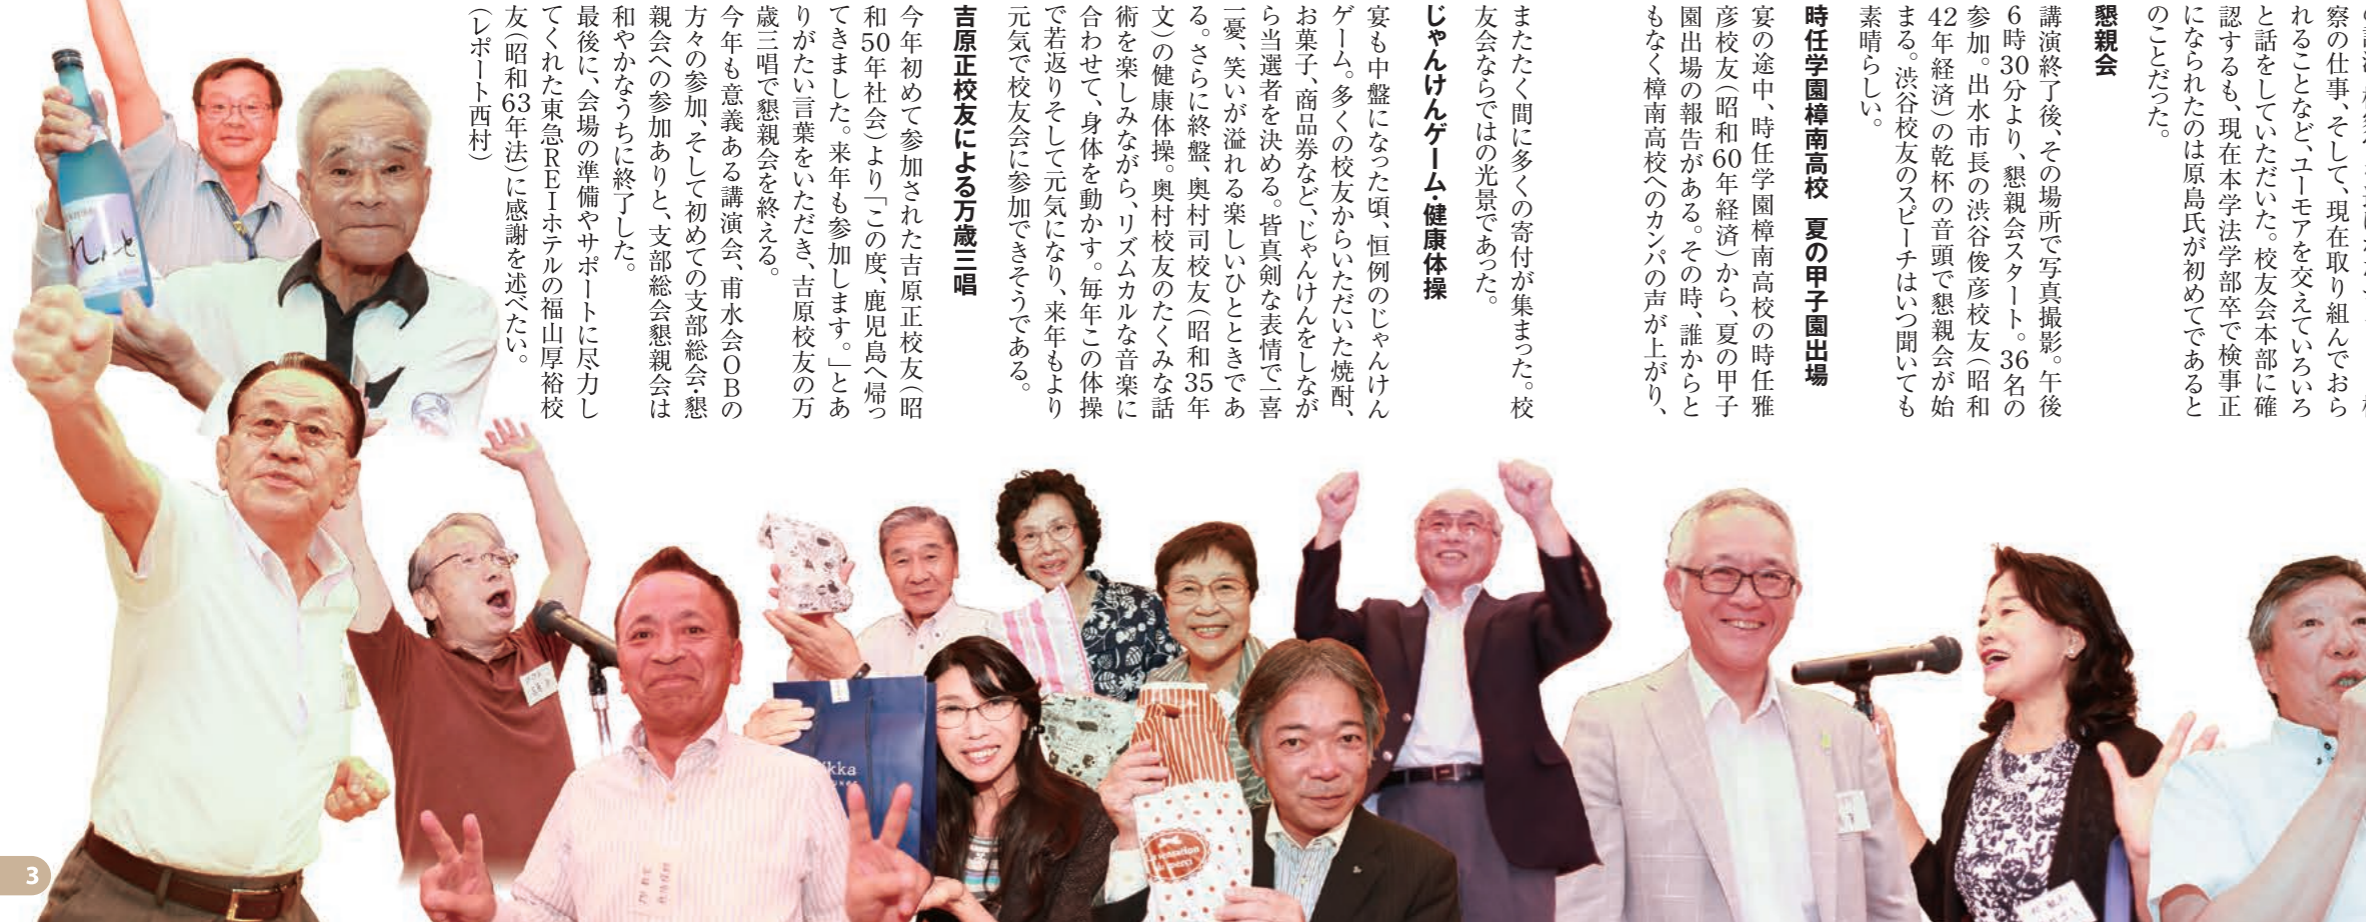 察の仕事、そして、現在取り組んでおら
れることなど、ユーモアを交えていろいろ
と話をしていただいた。校友会本部に確
認するも、現在本学法学部卒で検事正
になられたのは原島氏が初めてであると
のことだった。
懇親会
講演終了後、その場所で写真撮影。午後
6時30分より、懇親会スタート。36名の
参加。出水市長の渋谷俊彦校友（昭和
42年経済）の乾杯の音頭で懇親会が始
まる。渋谷校友のスピーチはいつ聞いても
素晴らしい。
時任学園樟南高校　夏の甲子園出場
宴の途中、時任学園樟南高校の時任雅
彦校友（昭和60年経済）から、夏の甲子
園出場の報告がある。その時、誰からと
もなく樟南高校へのカンパの声が上がり、
またたく間に多くの寄付が集まった。校
友会ならではの光景であった。
じゃんけんゲーム・健康体操
宴も中盤になった頃、恒例のじゃんけん
ゲーム。多くの校友からいただいた焼酎、
お菓子、商品券など、じゃんけんをしなが
ら当選者を決める。皆真剣な表情で一喜
一憂、笑いが溢れる楽しいひとときであ
る。さらに終盤、奥村司校友（昭和35年
文）の健康体操。奥村校友のたくみな話
術を楽しみながら、リズムカルな音楽に
合わせて、身体を動かす。毎年この体操
で若返りそして元気になり、来年もより
元気で校友会に参加できそうである。
吉原正校友による万歳三唱
今年初めて参加された吉原正校友（昭
和50年社会）より「この度、鹿児島へ帰っ
てきました。来年も参加します。」とあ
りがたい言葉をいただき、吉原校友の万
歳三唱で懇親会を終える。
今年も意義ある講演会、甫水会ＯＢの
方々の参加、そして初めての支部総会・懇
親会への参加ありと、支部総会懇親会は
和やかなうちに終了した。
最後に、会場の準備やサポートに尽力し
てくれた東急ＲＥＩホテルの福山厚裕校
友（昭和63年法）に感謝を述べたい。
（レポート西村）
3